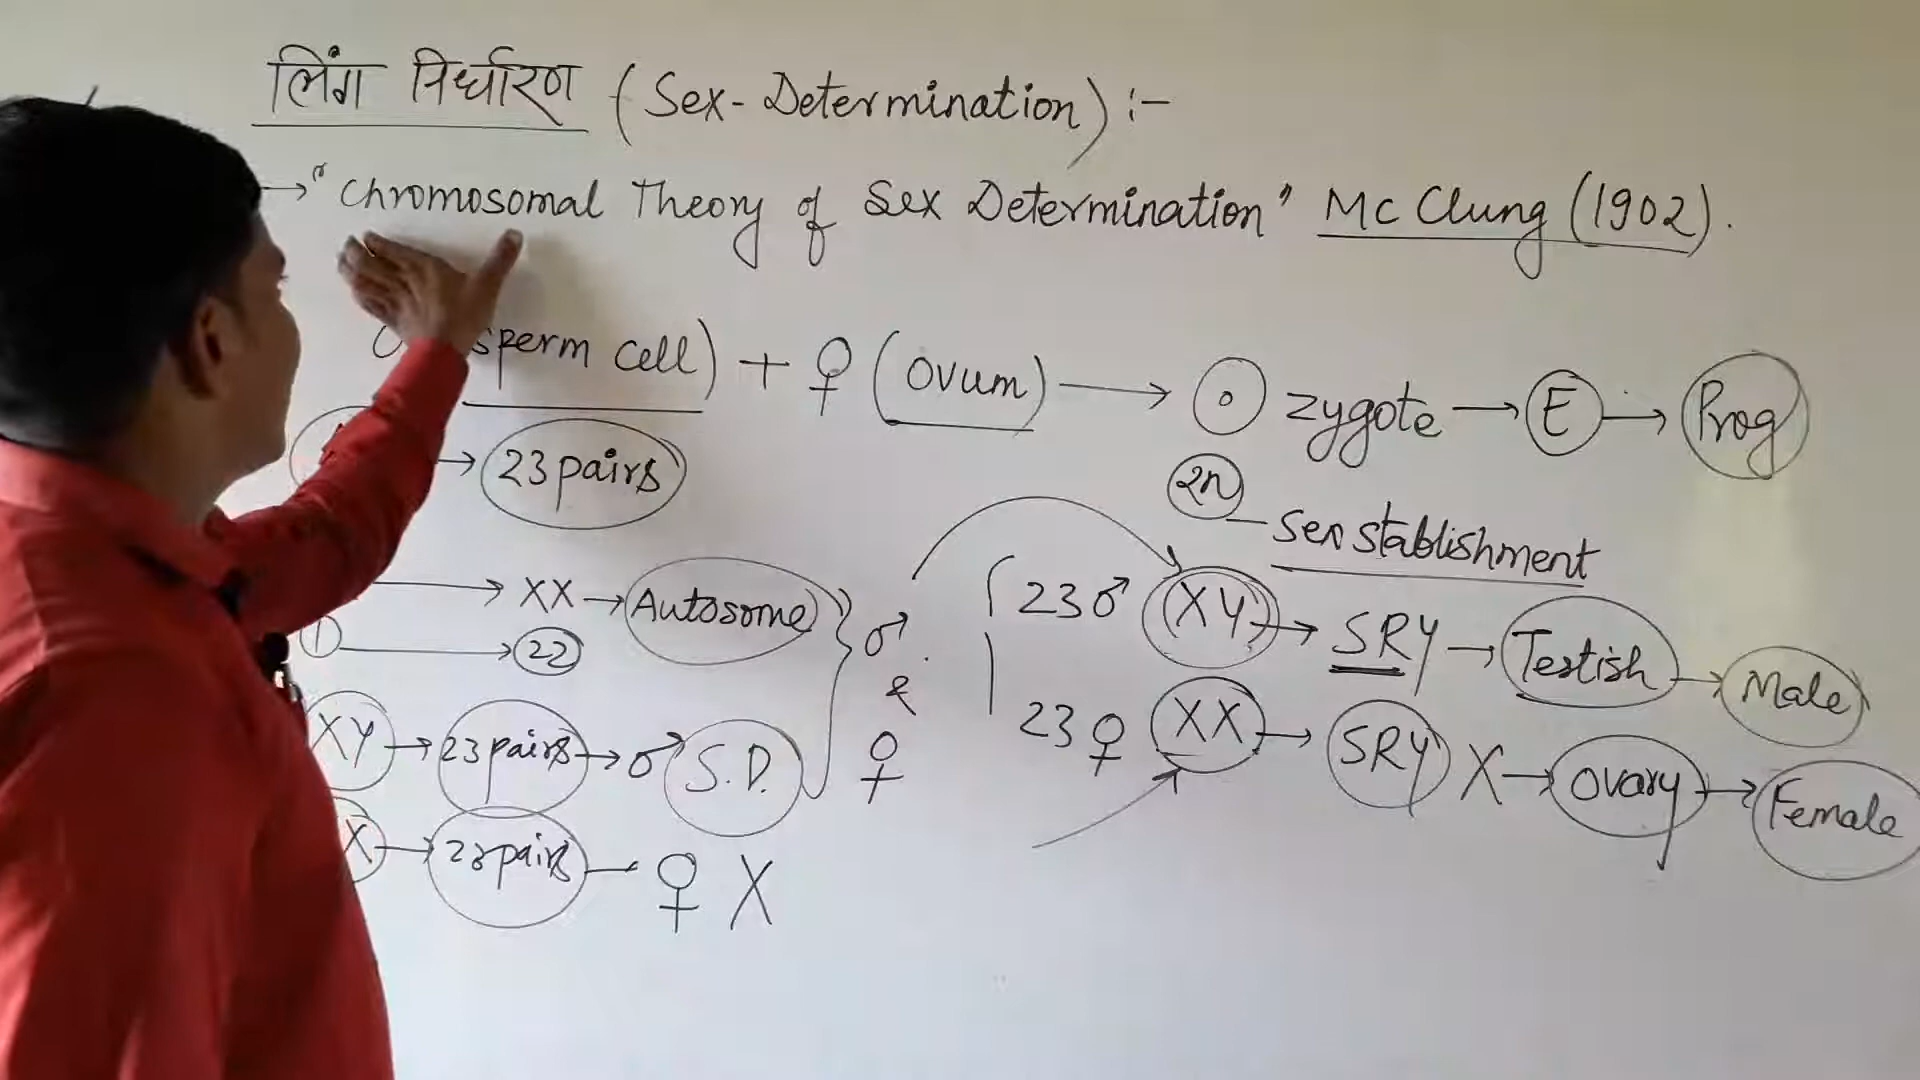 लिंग निर्धारण (Sex-Determination) :-
→ "Chromosomal Theory of Sex Determination" Mc Clung (1902).
sperm cell) + ♀ (Ovum) → zygote → E → Prog
→ 23 pairs
2n
Sex stablishment
→ XX → Autosome
① → 22
♂ & ♀
XY → 23 pairs → ♂ S.D.
X → 23 pairs — ♀ X
23 ♂ XY → SRY → Testish → Male
23 ♀ XX → SRY X → Ovary → Female